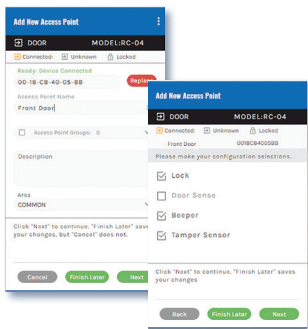 Add New Access Point
DOOR MODEL:RC-04
Connected: Unknown Locked
Ready: Device Connected
00-18-C8-40-05-BB
Replace
Access Point Name
Front Door
Access Point Groups: 0
Description
Area
COMMON
Click "Next" to continue. "Finish Later" saves
your changes, but "Cancel" does not.
Cancel Finish Later Next
Add New Access Point
DOOR MODEL:RC-04
Connected: Unknown Locked
Front Door 0018C84005BB
Please make your configuration selections.
Lock
Door Sense
Beeper
Tamper Sensor
Click "Next" to continue. "Finish Later" saves
your changes
Back Finish Later Next